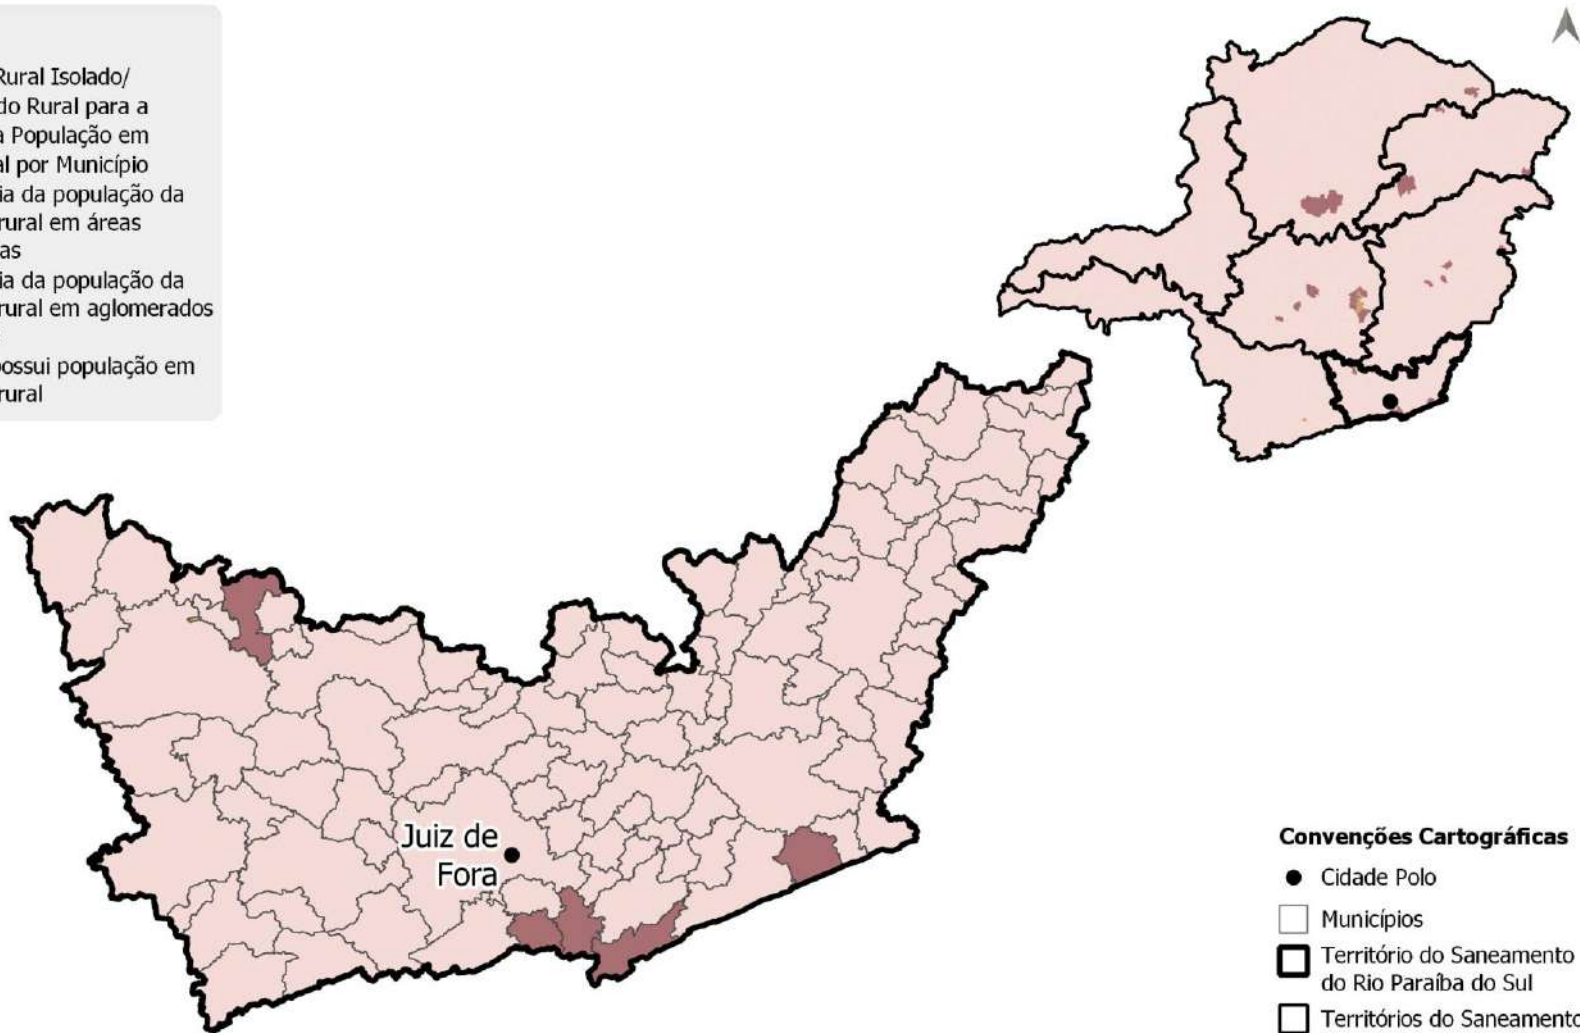 Rural Isolado/
do Rural para a
a População em
al por Município
ia da população da
rural em áreas
as
ia da população da
rural em aglomerados
possui população em
rural
Juiz de
Fora
Convenções Cartográficas
Cidade Polo
Municípios
Território do Saneamento
do Rio Paraíba do Sul
Territórios do Saneamento